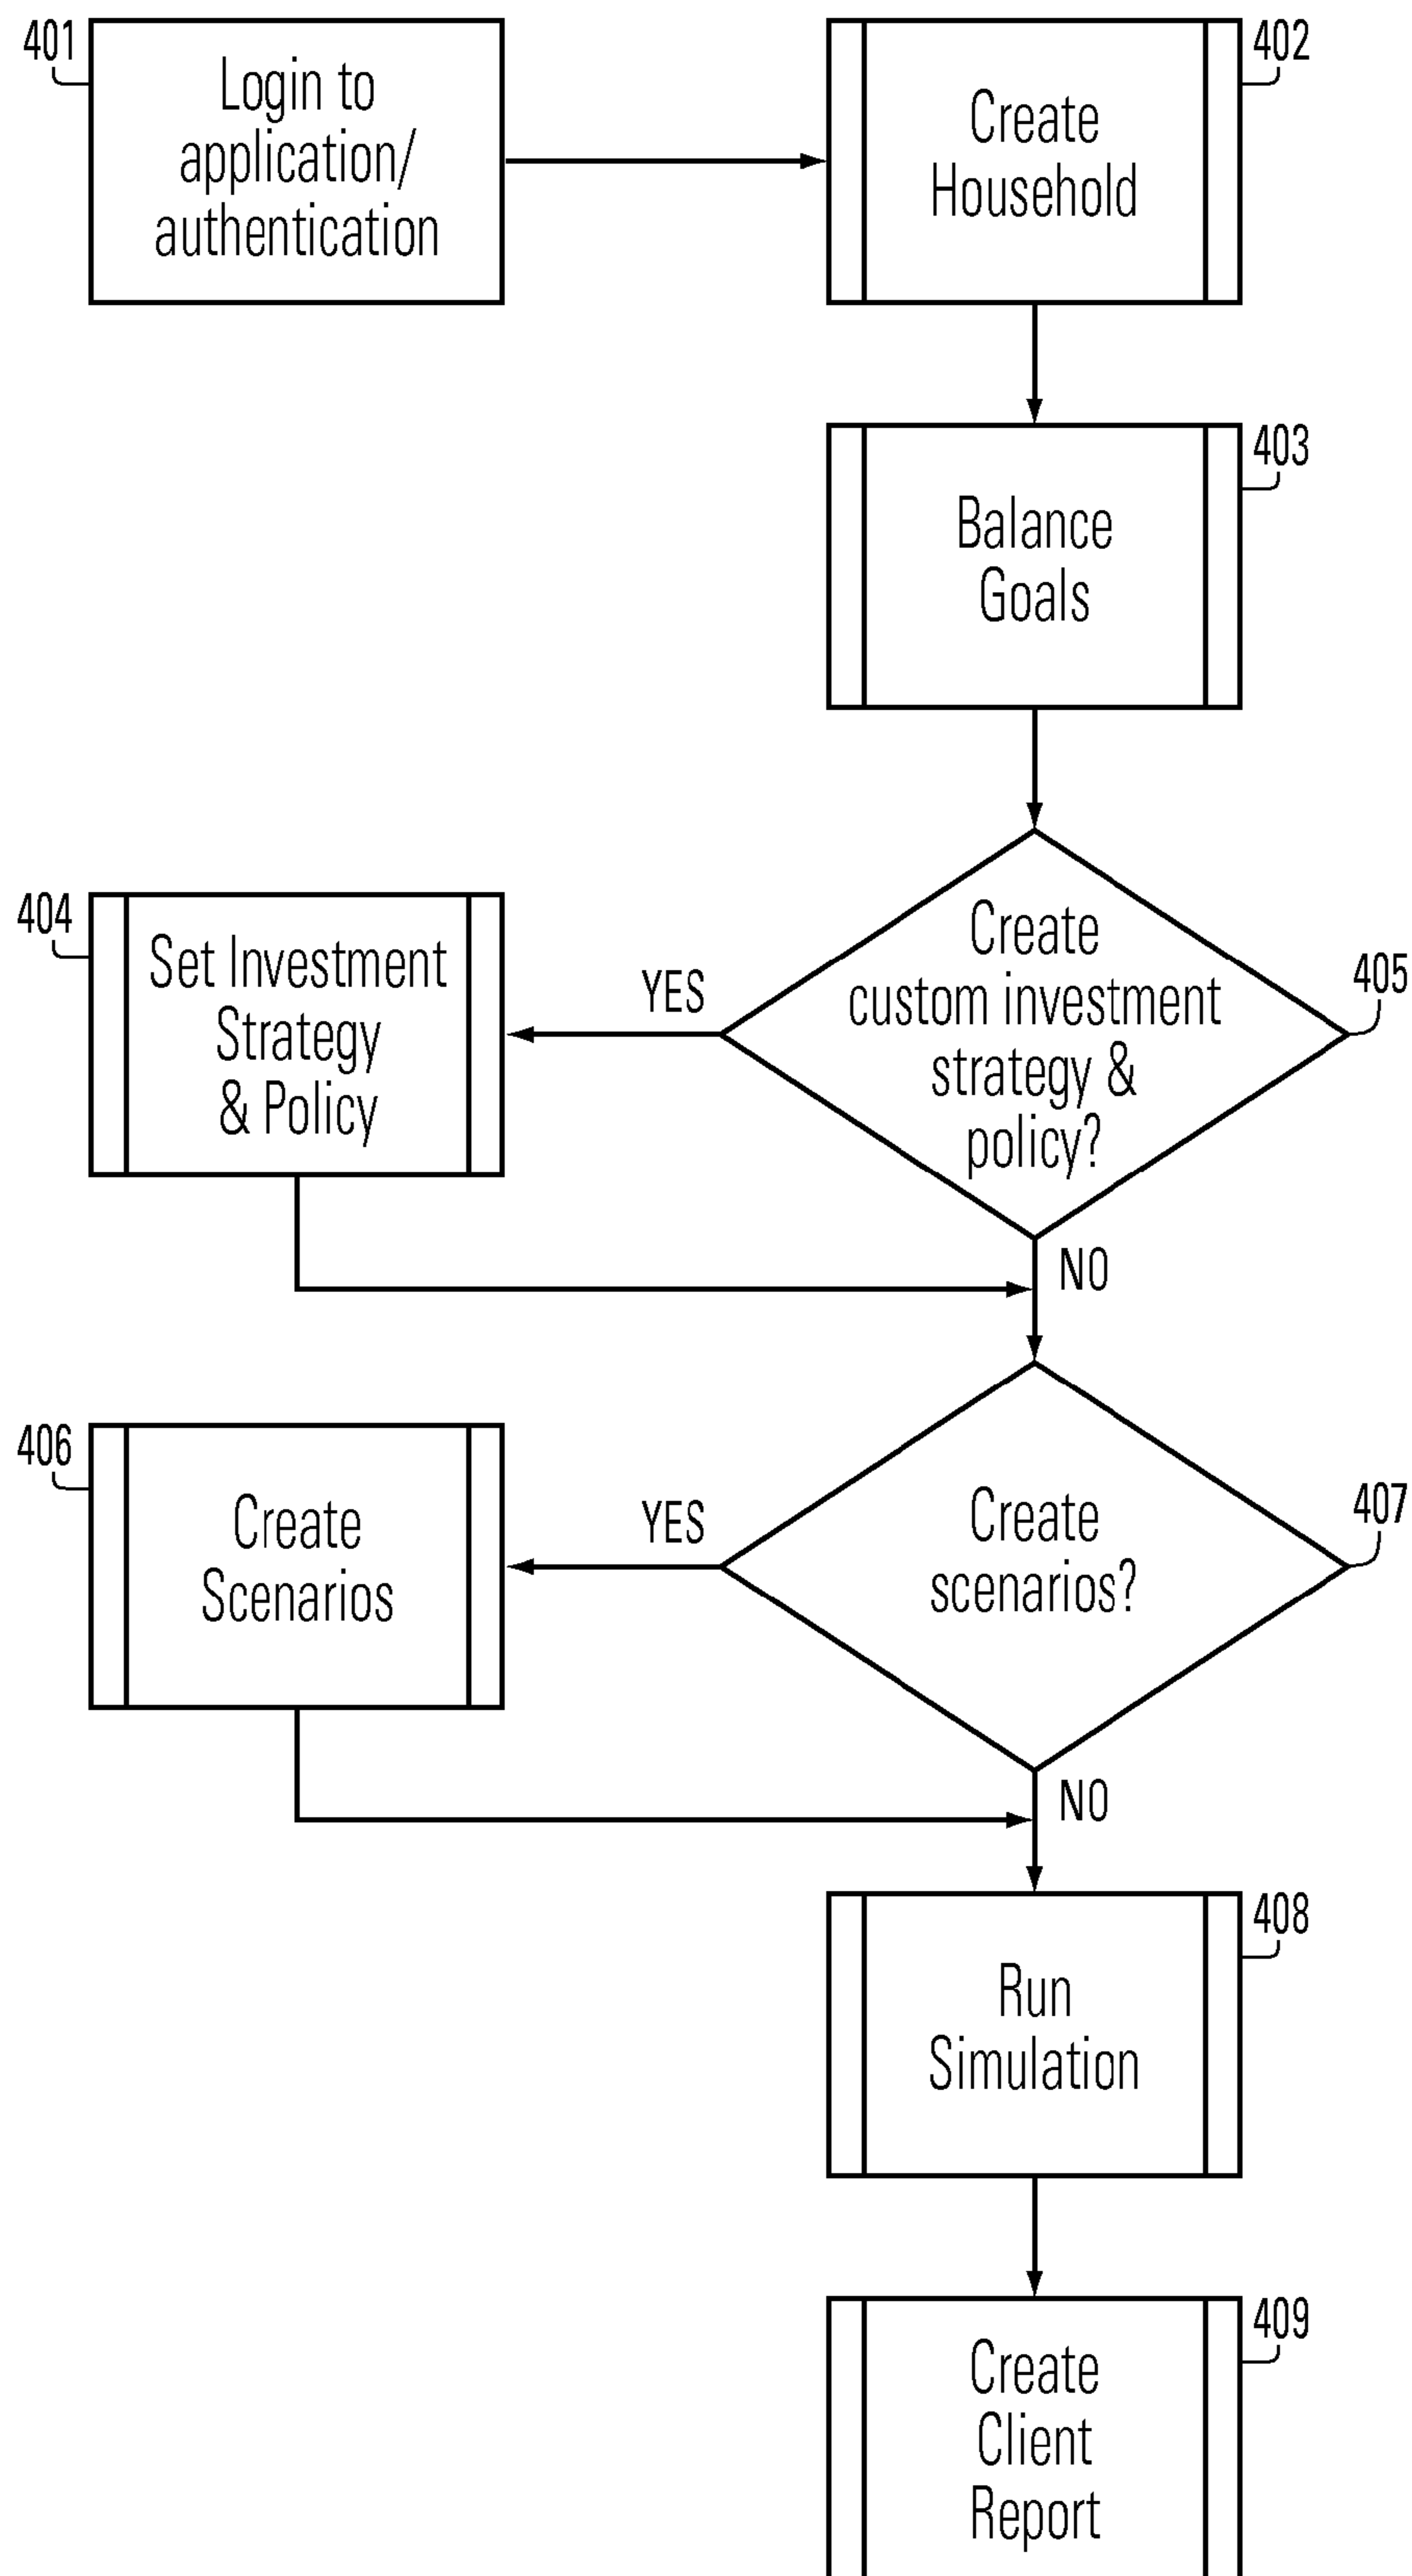 401
Login to
application/
authentication
402
Create
Household
403
Balance
Goals
404
Set Investment
Strategy
& Policy
YES
Create
custom investment
strategy &
policy?
405
NO
406
Create
Scenarios
YES
Create
scenarios?
407
NO
408
Run
Simulation
409
Create
Client
Report